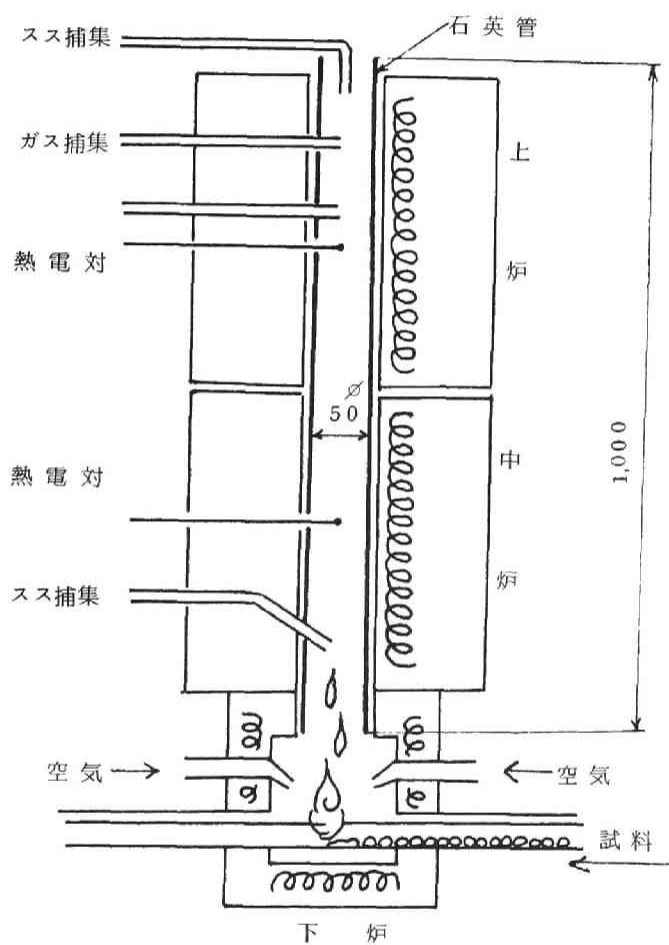 スス捕集
石英管
ガス捕集
上炉
熱電対
φ50
1,000
熱電対
中炉
スス捕集
空気
空気
試料
下炉